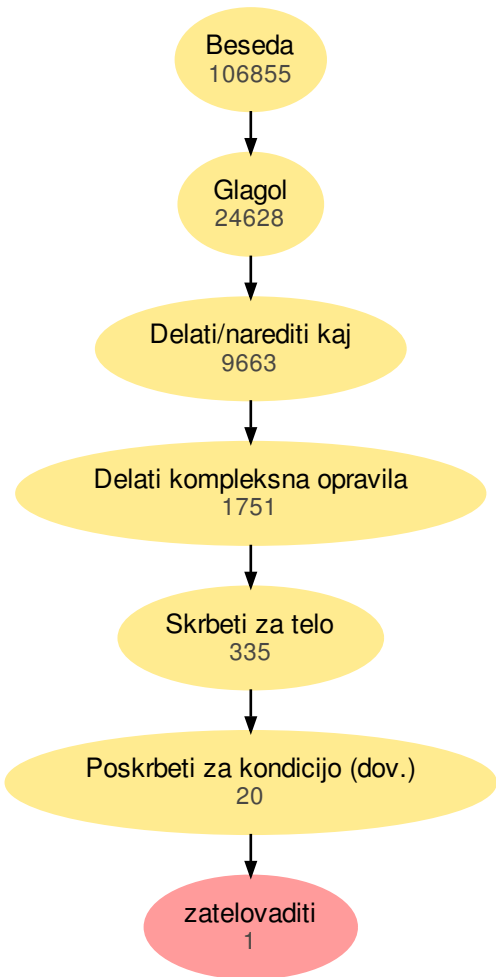 Beseda
106855
Glagol
24628
Delati/narediti kaj
9663
Delati kompleksna opravila
1751
Skrbeti za telo
335
Poskrbeti za kondicijo (dov.)
20
zatelovaditi
1